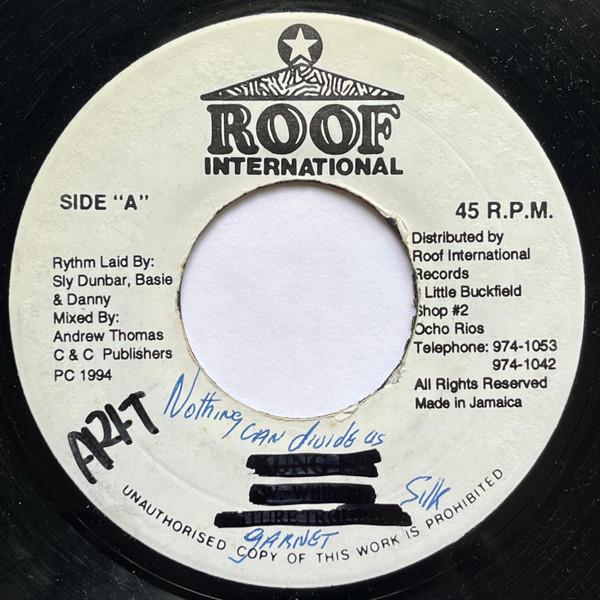 ROOF
INTERNATIONAL
SIDE "A"
45 R.P.M.
Rythm Laid By:
Sly Dunbar, Basie
& Danny
Mixed By:
Andrew Thomas
C & C Publishers
PC 1994
Distributed by
Roof International
Records
Little Buckfield
Shop #2
Ocho Rios
Telephone: 974-1053
974-1042
All Rights Reserved
Made in Jamaica
Nothing CAN divide us
Silk
GARNET
UNAUTHORISED COPY OF THIS WORK IS PROHIBITED